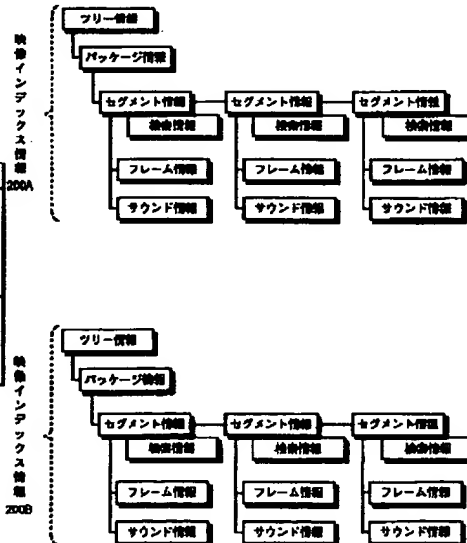 ツリー情報
パッケージ情報
セグメント情報 セグメント情報 セグメント情報
検索情報 検索情報 検索情報
フレーム情報 フレーム情報 フレーム情報
サウンド情報 サウンド情報 サウンド情報
映像インデックス情報
200A
ツリー情報
パッケージ情報
セグメント情報 セグメント情報 セグメント情報
検索情報 検索情報 検索情報
フレーム情報 フレーム情報 フレーム情報
サウンド情報 サウンド情報 サウンド情報
映像インデックス情報
200B